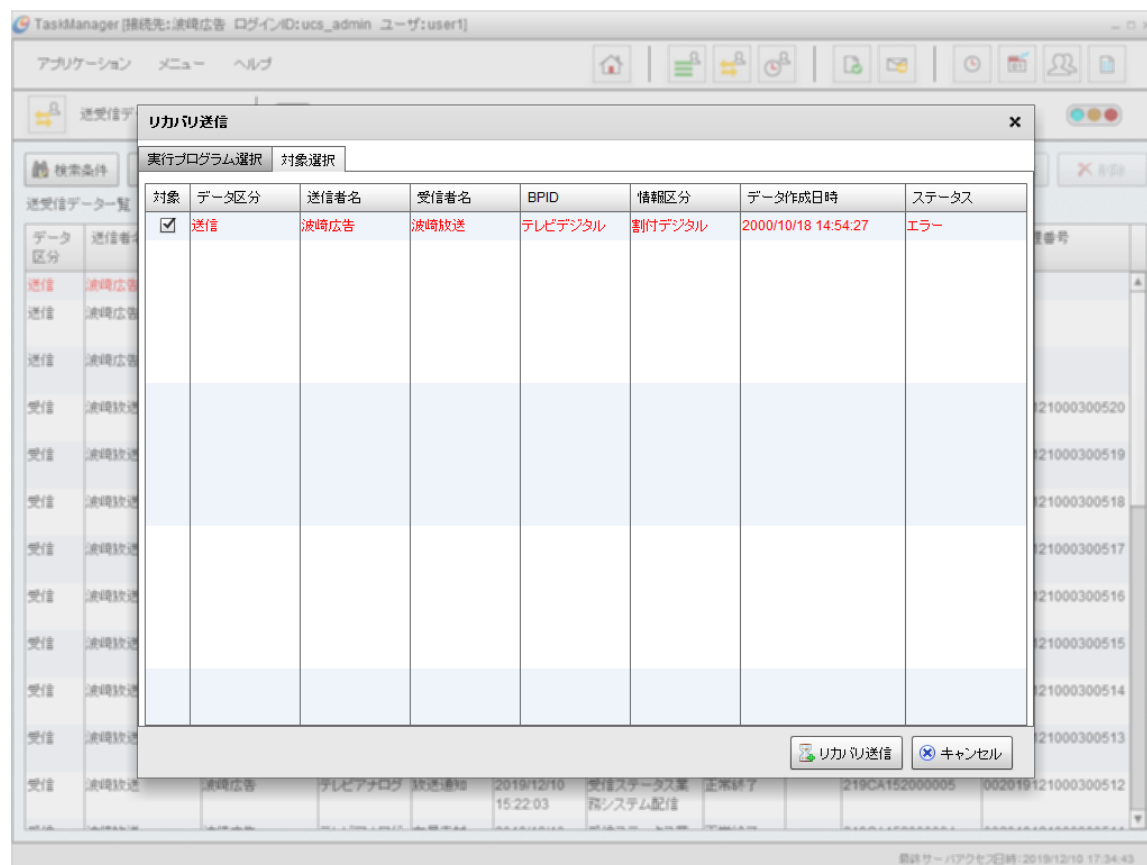 TaskManager [接続先:波崎広告 ログインID:ucs_admin ユーザ:user1]
アプリケーション メニュー ヘルプ
送受信デ
リカバリ送信
検索条件
削除
実行プログラム選択 対象選択
送受信データ一覧
対象 データ区分 送信者名 受信者名 BPID 情報区分 データ作成日時 ステータス
送信 波崎広告 波崎放送 テレビデジタル 割付デジタル 2000/10/18 14:54:27 エラー
データ区分 送信者名 理番号
送信 波崎広告
送信 波崎広告
送信 波崎広告
受信 波崎放送 121000300520
受信 波崎放送 121000300519
受信 波崎放送 121000300518
受信 波崎放送 121000300517
受信 波崎放送 121000300516
受信 波崎放送 121000300515
受信 波崎放送 121000300514
受信 波崎放送 121000300513
リカバリ送信 キャンセル
受信 波崎放送 波崎広告 テレビアナログ 放送通知 2019/12/10 受信ステータス業 正常終了 219CA152000005 002019121000300512
15:22:03 務システム配信
最終サーバアクセス日時:2019/12/10 17:34:43